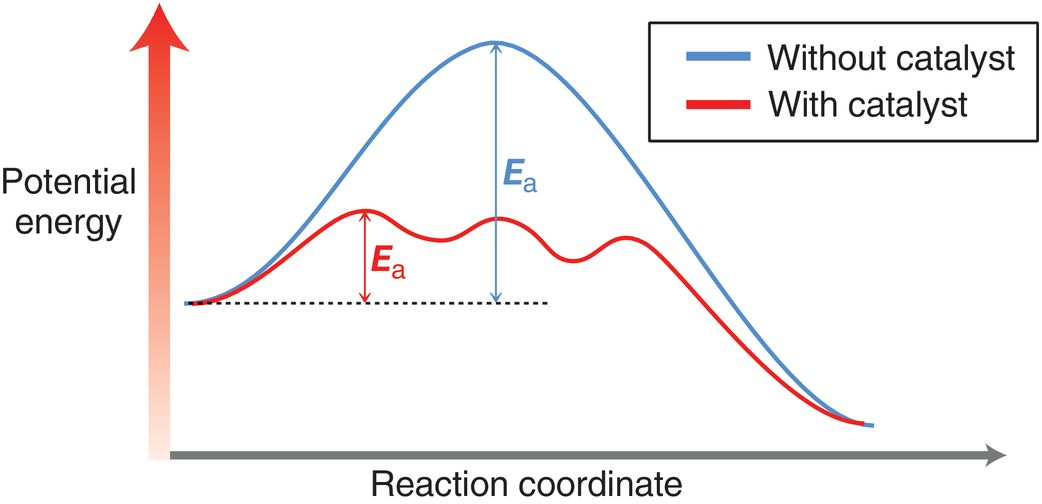 Without catalyst
With catalyst
Potential
energy
Ea
Ea
Reaction coordinate